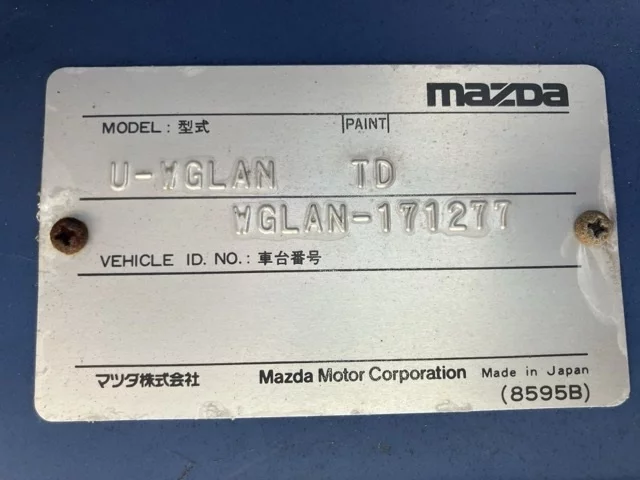 mazda
MODEL : 型式 PAINT
U-WGLAN TD
WGLAN-171277
VEHICLE ID. NO. : 車台番号
マツダ株式会社 Mazda Motor Corporation Made in Japan
(8595B)